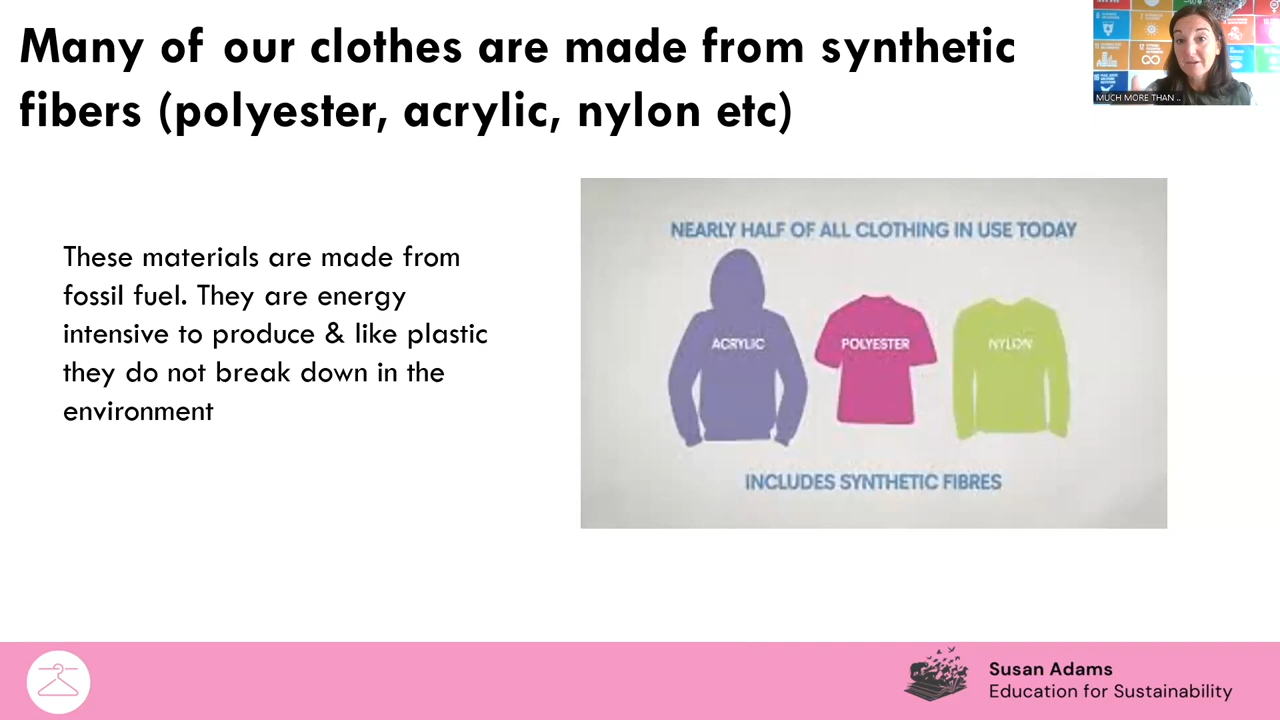 Many of our clothes are made from synthetic
fibers (polyester, acrylic, nylon etc)
MUCH MORE THAN ..
These materials are made from
fossil fuel. They are energy
intensive to produce & like plastic
they do not break down in the
environment
NEARLY HALF OF ALL CLOTHING IN USE TODAY
ACRYLIC
POLYESTER
NYLON
INCLUDES SYNTHETIC FIBRES
Susan Adams
Education for Sustainability